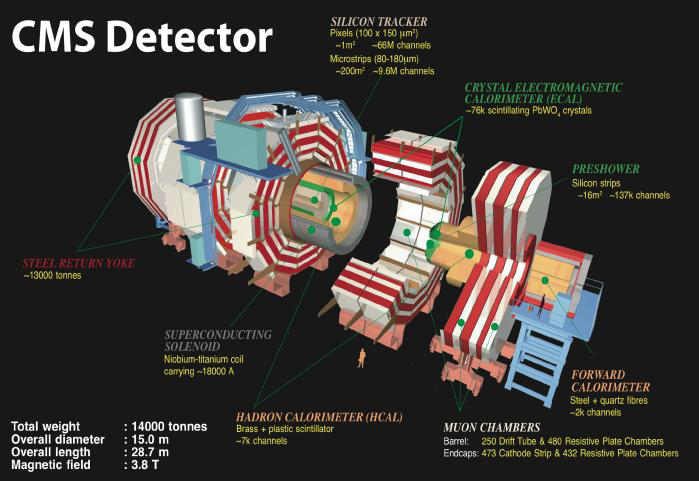 CMS Detector
SILICON TRACKER
Pixels (100 x 150 μm²)
~1m² ~66M channels
Microstrips (80-180μm)
~200m² ~9.6M channels
CRYSTAL ELECTROMAGNETIC
CALORIMETER (ECAL)
~76k scintillating PbWO₄ crystals
PRESHOWER
Silicon strips
~16m² ~137k channels
STEEL RETURN YOKE
~13000 tonnes
SUPERCONDUCTING
SOLENOID
Niobium-titanium coil
carrying ~18000 A
HADRON CALORIMETER (HCAL)
Brass + plastic scintillator
~7k channels
FORWARD
CALORIMETER
Steel + quartz fibres
~2k channels
MUON CHAMBERS
Barrel: 250 Drift Tube & 480 Resistive Plate Chambers
Endcaps: 473 Cathode Strip & 432 Resistive Plate Chambers
Total weight : 14000 tonnes
Overall diameter : 15.0 m
Overall length : 28.7 m
Magnetic field : 3.8 T